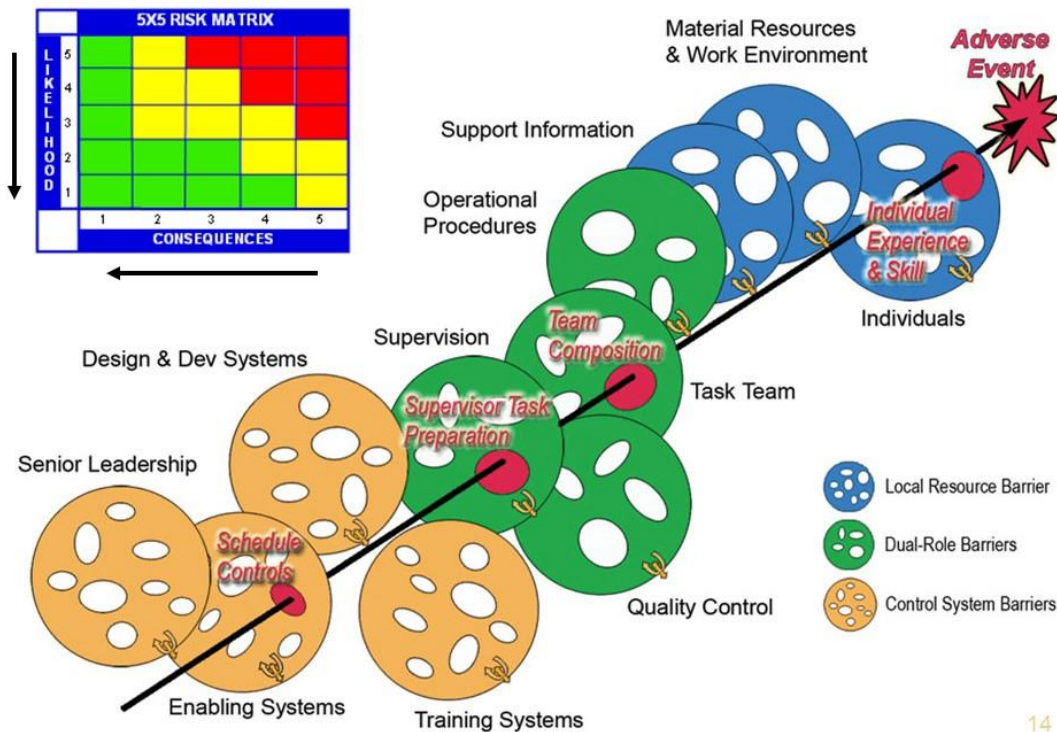 5X5 RISK MATRIX
LIKELIHOOD
5
4
3
2
1
1 2 3 4 5
CONSEQUENCES
Material Resources
& Work Environment
Adverse
Event
Support Information
Operational
Procedures
Individual
Experience
& Skill
Individuals
Team
Composition
Supervision
Design & Dev Systems
Task Team
Supervisor Task
Preparation
Senior Leadership
Schedule
Controls
Quality Control
Enabling Systems
Training Systems
Local Resource Barrier
Dual-Role Barriers
Control System Barriers
14